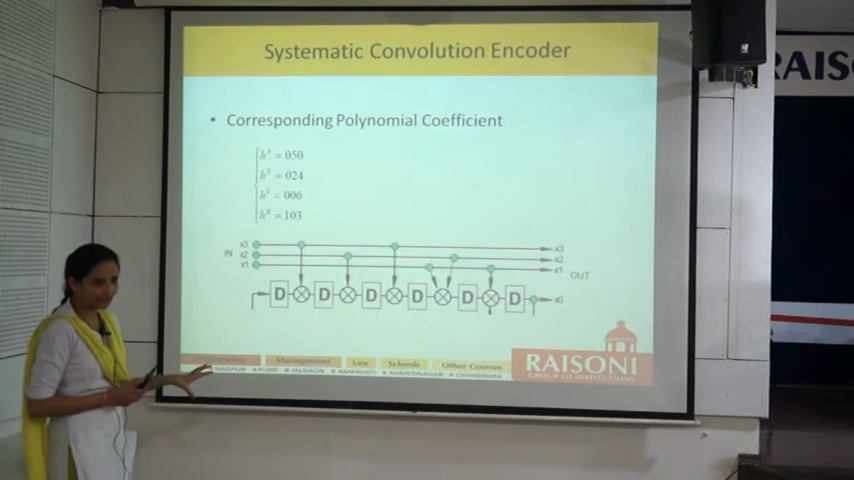 Systematic Convolution Encoder
RAISO
• Corresponding Polynomial Coefficient
h³ = 050
h² = 024
h¹ = 006
h⁰ = 103
x3 x3
IN x2 x2
x1 x1 OUT
D D D D D D x0
Engineering Management Law Schools Other Courses
NAGPUR PUNE JALGAON AMRAVATI AHMEDNAGAR CHHINDWARA
RAISONI
GROUP OF INSTITUTIONS